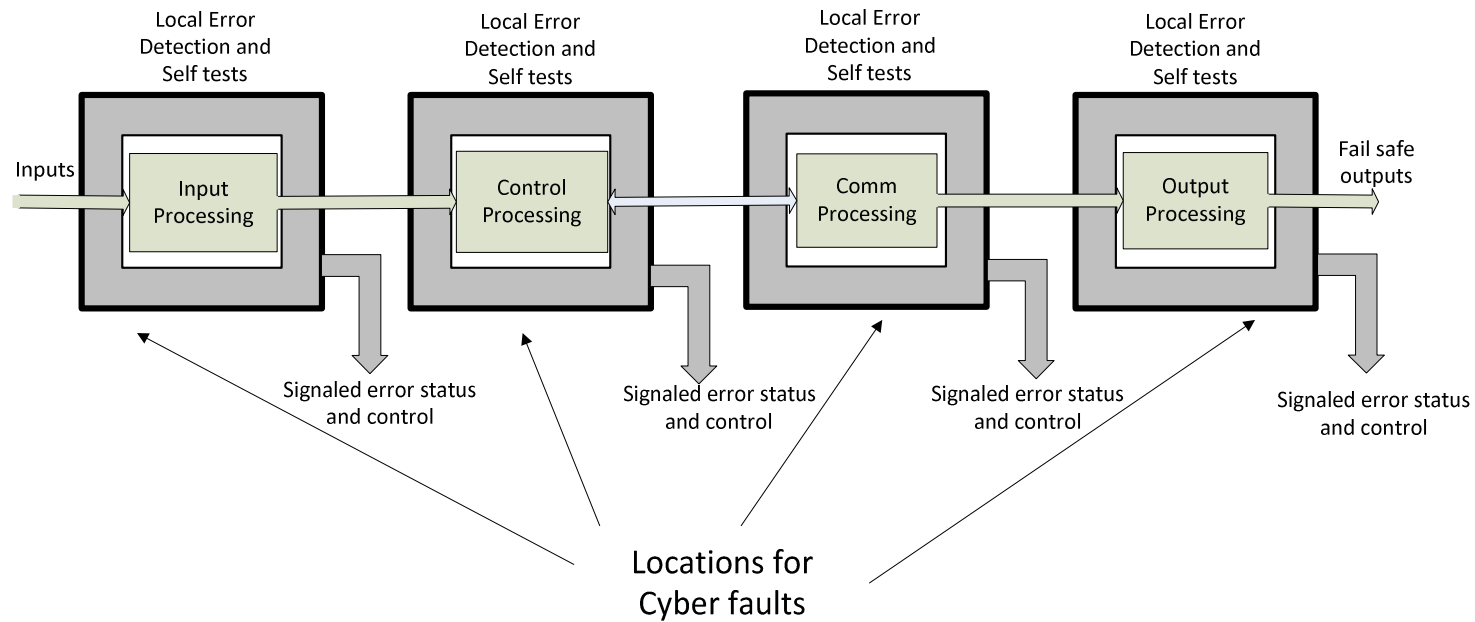 Local Error
Detection and
Self tests
Local Error
Detection and
Self tests
Local Error
Detection and
Self tests
Local Error
Detection and
Self tests
Inputs
Input
Processing
Control
Processing
Comm
Processing
Output
Processing
Fail safe
outputs
Signaled error status
and control
Signaled error status
and control
Signaled error status
and control
Signaled error status
and control
Locations for
Cyber faults